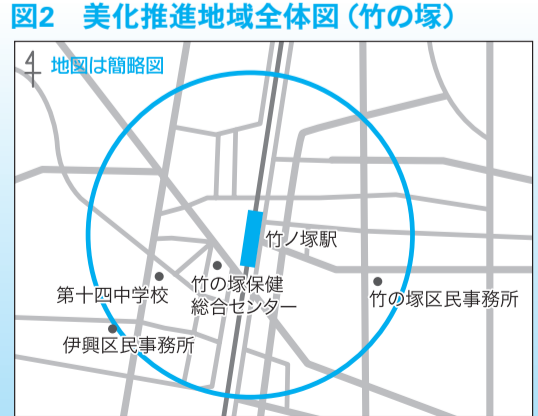 図2 美化推進地域全体図（竹の塚）
地図は簡略図
竹ノ塚駅
竹の塚保健
総合センター
第十四中学校
竹の塚区民事務所
伊興区民事務所